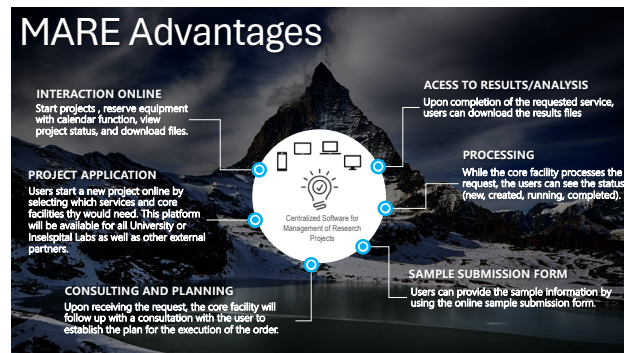 MARE Advantages
INTERACTION ONLINE
Start projects , reserve equipment
with calendar function, view
project status, and download files.
PROJECT APPLICATION
Users start a new project online by
selecting which services and core
facilities thy would need. This platform
will be available for all University or
Inselspital Labs as well as other external
partners.
CONSULTING AND PLANNING
Upon receiving the request, the core facility will
follow up with a consultation with the user to
establish the plan for the execution of the order.
Centralized Software for
Management of Research
Projects
ACESS TO RESULTS/ANALYSIS
Upon completion of the requested service,
users can download the results files
PROCESSING
While the core facility processes the
request, the users can see the status
(new, created, running, completed).
SAMPLE SUBMISSION FORM
Users can provide the sample information by
using the online sample submission form.